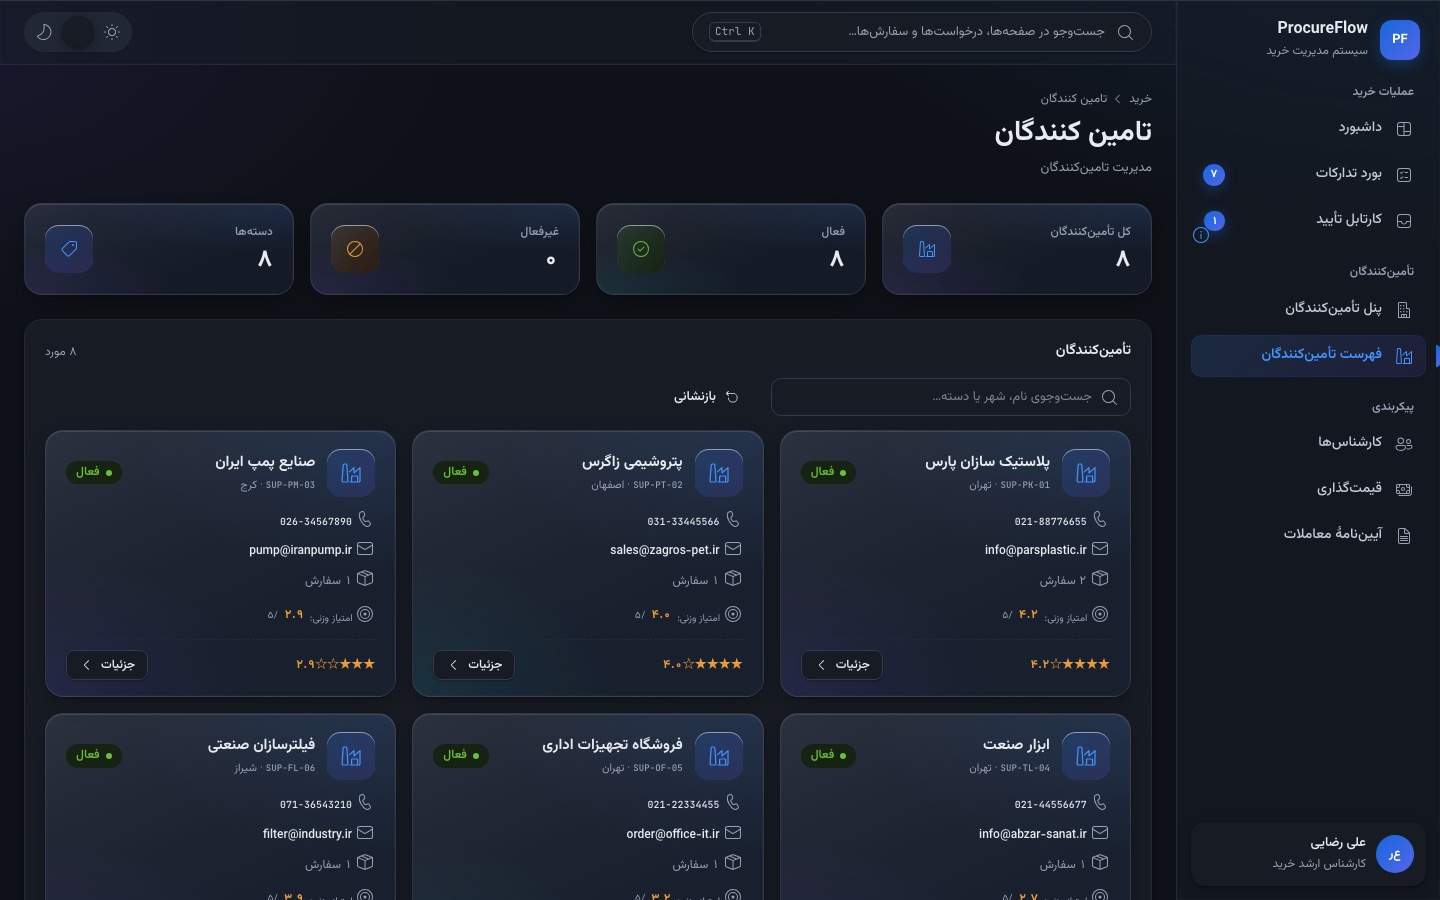 ProcureFlow
PF
سیستم مدیریت خرید
عملیات خرید
داشبورد
بورد تدارکات
۷
کارتابل تأیید
۱
تأمین‌کنندگان
پنل تأمین‌کنندگان
فهرست تأمین‌کنندگان
پیکربندی
کارشناس‌ها
قیمت‌گذاری
آیین‌نامهٔ معاملات
علی رضایی
کارشناس ارشد خرید
جست‌وجو در صفحه‌ها، درخواست‌ها و سفارش‌ها...
Ctrl K
خرید
تامین کنندگان
تامین کنندگان
مدیریت تامین‌کنندگان
کل تأمین‌کنندگان
۸
فعال
۸
غیرفعال
۰
دسته‌ها
۸
تأمین‌کنندگان
۸ مورد
جست‌وجوی نام، شهر یا دسته...
بازنشانی
پلاستیک سازان پارس
SUP-PK-01 · تهران
فعال
021-88776655
info@parsplastic.ir
۲ سفارش
امتیاز وزنی: ۴.۲ /۵
★★★★☆۴.۲
جزئیات
پتروشیمی زاگرس
SUP-PT-02 · اصفهان
فعال
031-33445566
sales@zagros-pet.ir
۱ سفارش
امتیاز وزنی: ۴.۰ /۵
★★★★☆۴.۰
جزئیات
صنایع پمپ ایران
SUP-PM-03 · کرج
فعال
026-34567890
pump@iranpump.ir
۱ سفارش
امتیاز وزنی: ۲.۹ /۵
★★★☆☆۲.۹
جزئیات
ابزار صنعت
SUP-TL-04 · تهران
فعال
021-44556677
info@abzar-sanat.ir
۱ سفارش
فروشگاه تجهیزات اداری
SUP-OF-05 · تهران
فعال
021-22334455
order@office-it.ir
۱ سفارش
فیلترسازان صنعتی
SUP-FL-06 · شیراز
فعال
071-36543210
filter@industry.ir
۱ سفارش